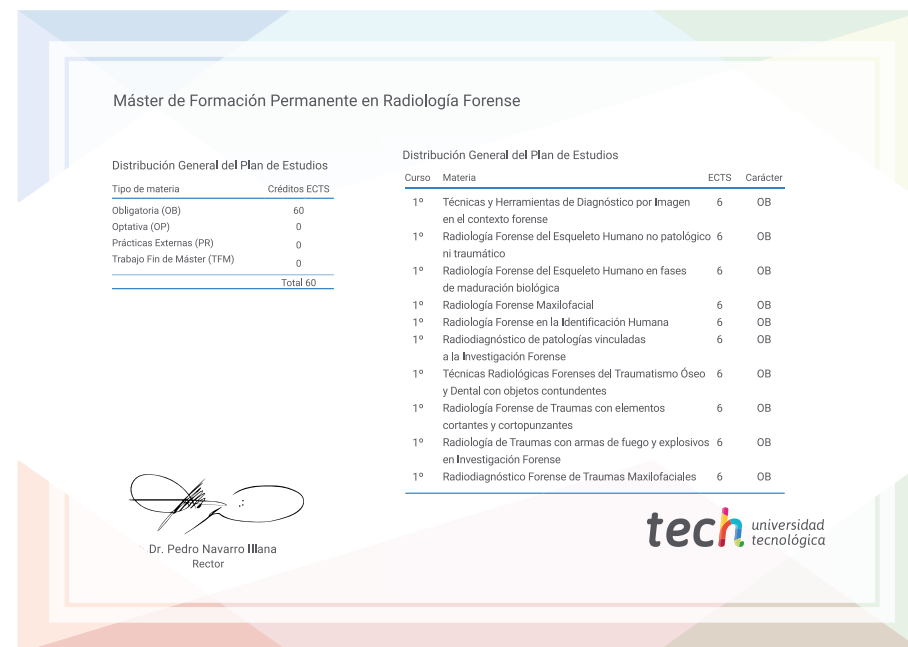 Máster de Formación Permanente en Radiología Forense
Distribución General del Plan de Estudios
Tipo de materia Créditos ECTS
Obligatoria (OB) 60
Optativa (OP) 0
Prácticas Externas (PR) 0
Trabajo Fin de Máster (TFM) 0
Total 60
Distribución General del Plan de Estudios
Curso Materia ECTS Carácter
1º Técnicas y Herramientas de Diagnóstico por Imagen 6 OB
en el contexto forense
1º Radiología Forense del Esqueleto Humano no patológico 6 OB
ni traumático
1º Radiología Forense del Esqueleto Humano en fases 6 OB
de maduración biológica
1º Radiología Forense Maxilofacial 6 OB
1º Radiología Forense en la Identificación Humana 6 OB
1º Radiodiagnóstico de patologías vinculadas 6 OB
a la Investigación Forense
1º Técnicas Radiológicas Forenses del Traumatismo Óseo 6 OB
y Dental con objetos contundentes
1º Radiología Forense de Traumas con elementos 6 OB
cortantes y cortopunzantes
1º Radiología de Traumas con armas de fuego y explosivos 6 OB
en Investigación Forense
1º Radiodiagnóstico Forense de Traumas Maxilofaciales 6 OB
Dr. Pedro Navarro Illana
Rector
tech universidad
tecnológica